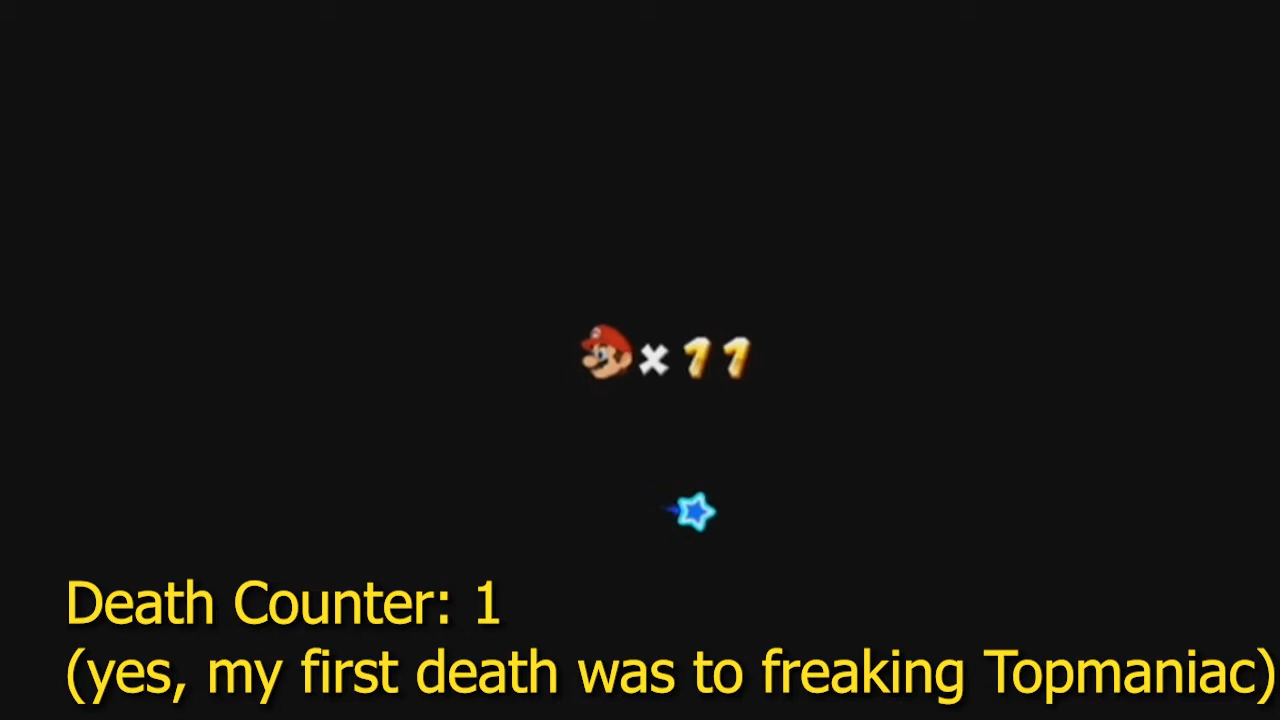 ×11
Death Counter: 1
(yes, my first death was to freaking Topmaniac)